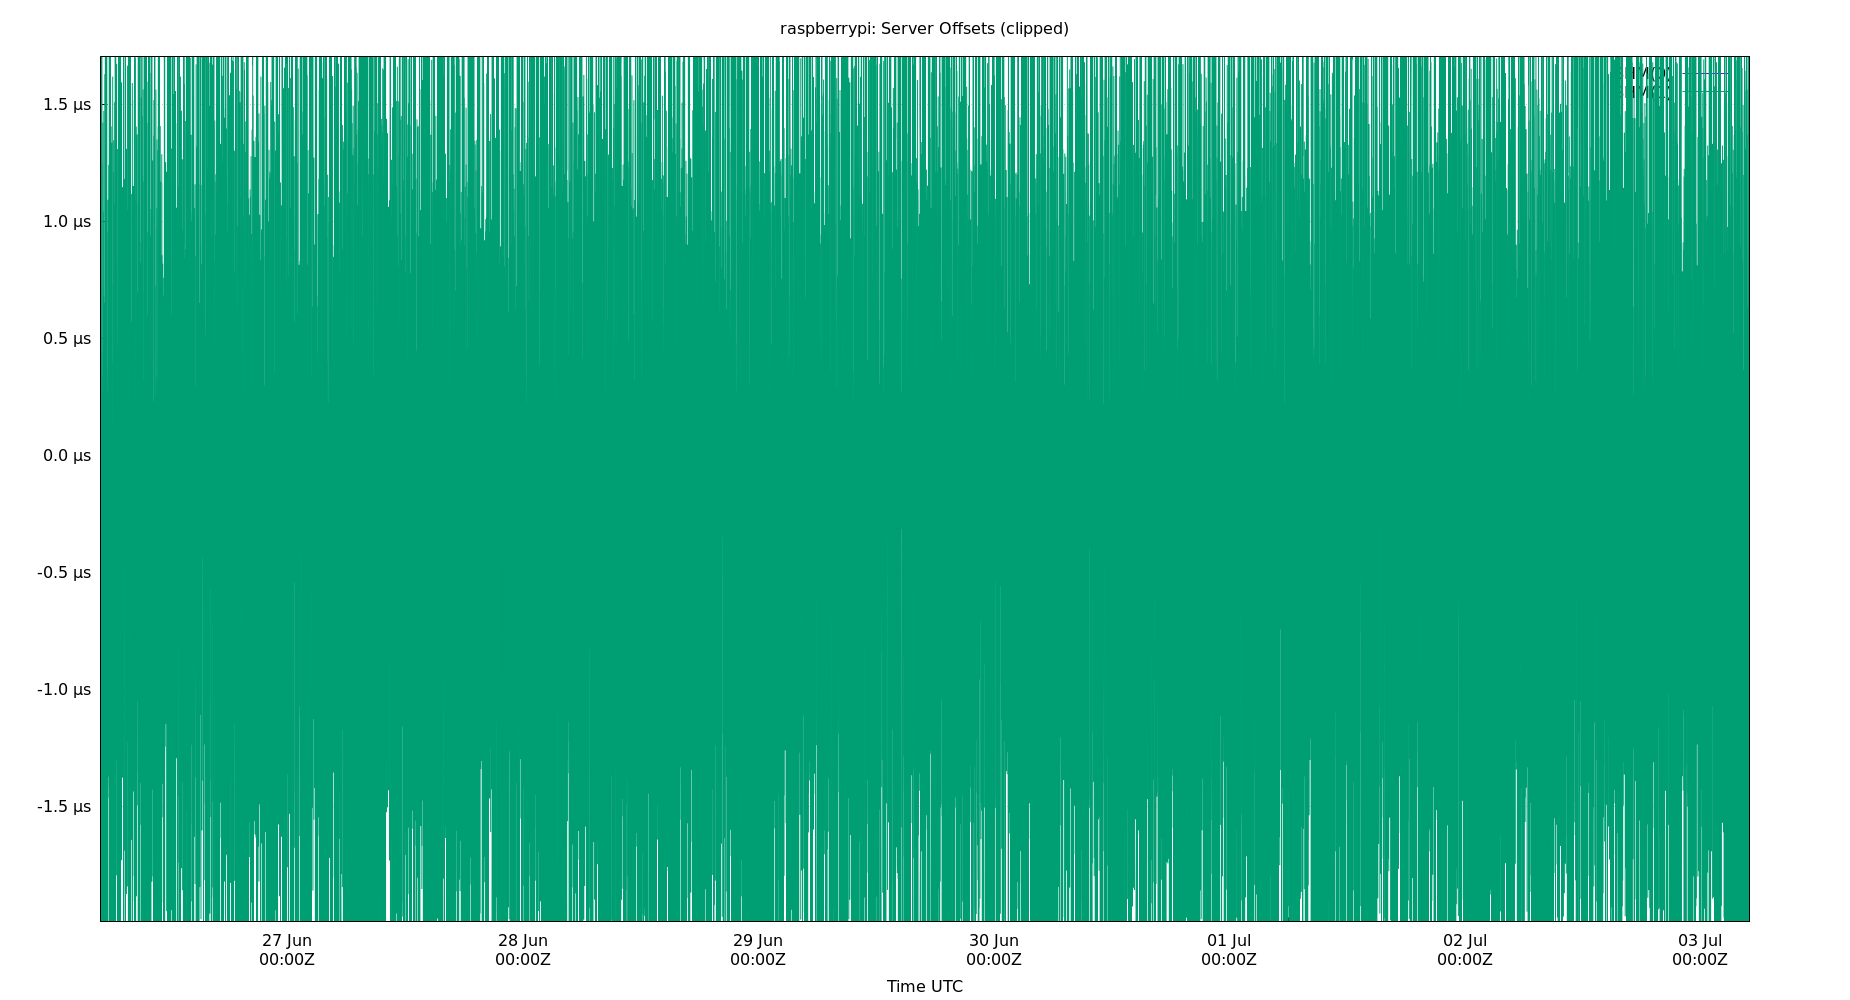 raspberrypi: Server Offsets (clipped)
1.5 µs
1.0 µs
0.5 µs
0.0 µs
-0.5 µs
-1.0 µs
-1.5 µs
27 Jun 28 Jun 29 Jun 30 Jun 01 Jul 02 Jul 03 Jul
00:00Z 00:00Z 00:00Z 00:00Z 00:00Z 00:00Z 00:00Z
Time UTC